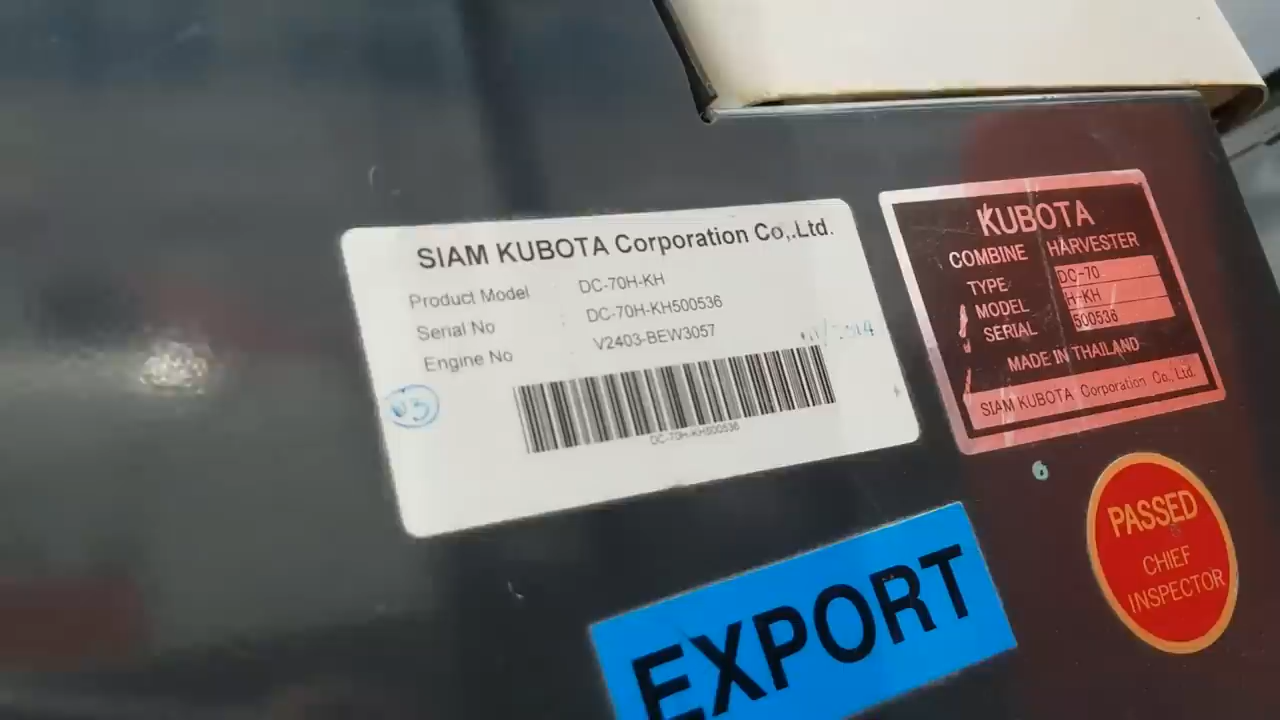 SIAM KUBOTA Corporation Co,.Ltd.
Product Model : DC-70H-KH
Serial No : DC-70H-KH500536
Engine No : V2403-BEW3057
03
DC-70H-KH500536
KUBOTA
COMBINE HARVESTER
TYPE DC-70
MODEL H-KH
SERIAL 500536
MADE IN THAILAND
SIAM KUBOTA Corporation Co,. Ltd.
6
EXPORT
PASSED
CHIEF
INSPECTOR